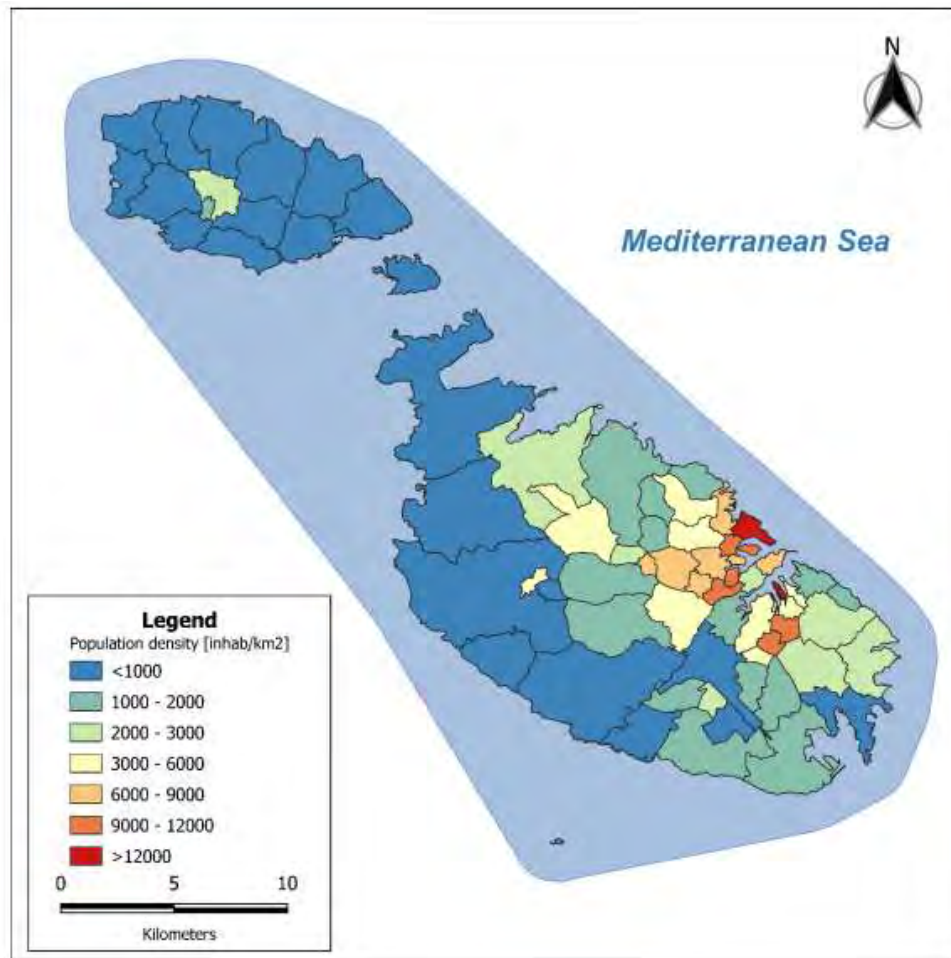 N
Mediterranean Sea
Legend
Population density [inhab/km2]
<1000
1000 - 2000
2000 - 3000
3000 - 6000
6000 - 9000
9000 - 12000
>12000
0 5 10
Kilometers